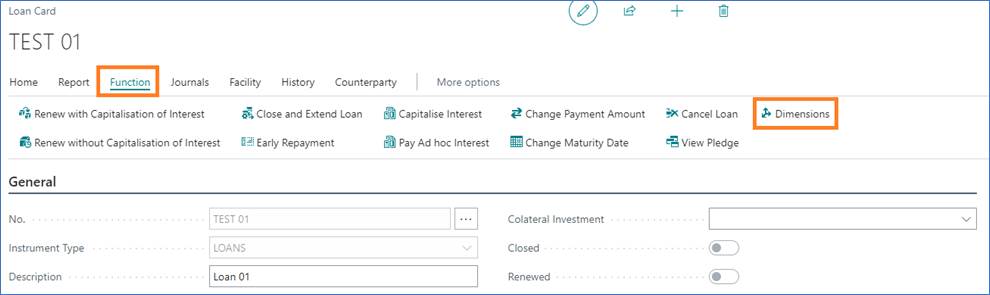 Loan Card
TEST 01
Home Report Function Journals Facility History Counterparty More options
Renew with Capitalisation of Interest Close and Extend Loan Capitalise Interest Change Payment Amount Cancel Loan Dimensions
Renew without Capitalisation of Interest Early Repayment Pay Ad hoc Interest Change Maturity Date View Pledge
General
No. TEST 01 ... Colateral Investment
Instrument Type LOANS Closed
Description Loan 01 Renewed